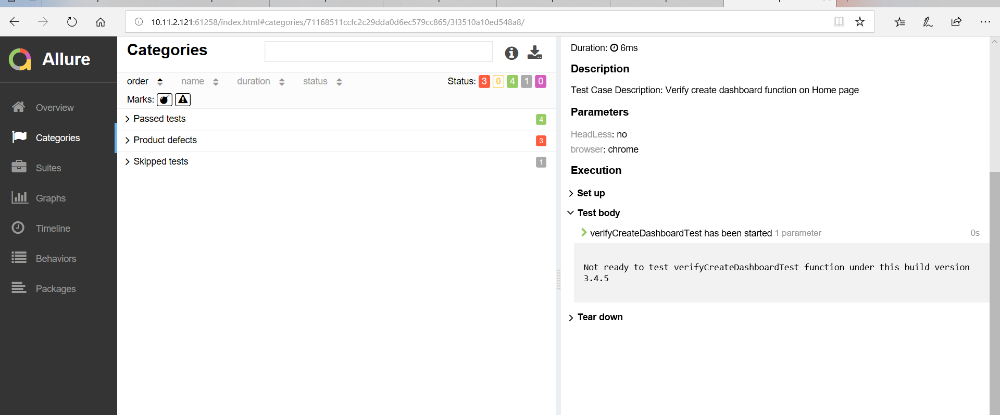 10.11.2.121:61258/index.html#categories/71168511ccfc2c29dda0d6ec579cc865/3f3510a10ed548a8/
Allure
Overview
Categories
Suites
Graphs
Timeline
Behaviors
Packages
Categories
order name duration status Status: 3 0 4 1 0
Marks:
Passed tests 4
Product defects 3
Skipped tests 1
Duration: 6ms
Description
Test Case Description: Verify create dashboard function on Home page
Parameters
HeadLess: no
browser: chrome
Execution
Set up
Test body
verifyCreateDashboardTest has been started 1 parameter 0s
Not ready to test verifyCreateDashboardTest function under this build version
3.4.5
Tear down